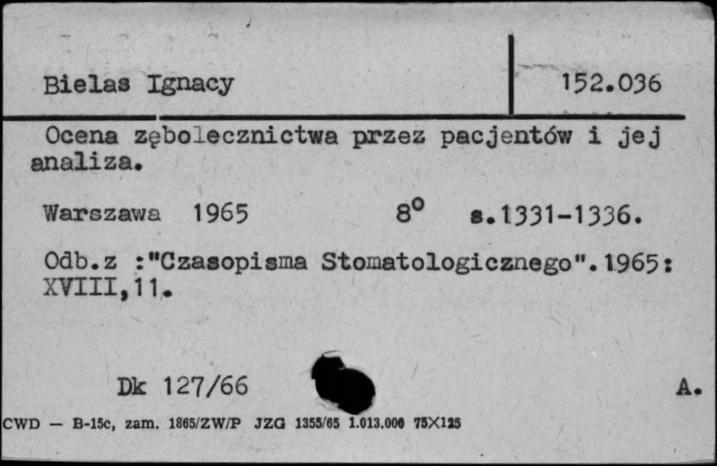 Bielas Ignacy 152.036
Ocena zębolecznictwa przez pacjentów i jej
analiza.
Warszawa 1965 8° s.1331-1336.
Odb.z :"Czasopisma Stomatologicznego".1965:
XVIII,11.
Dk 127/66 A.
CWD — B-15c, zam. 1865/ZW/P JZG 1355/65 1.013.000 75X125